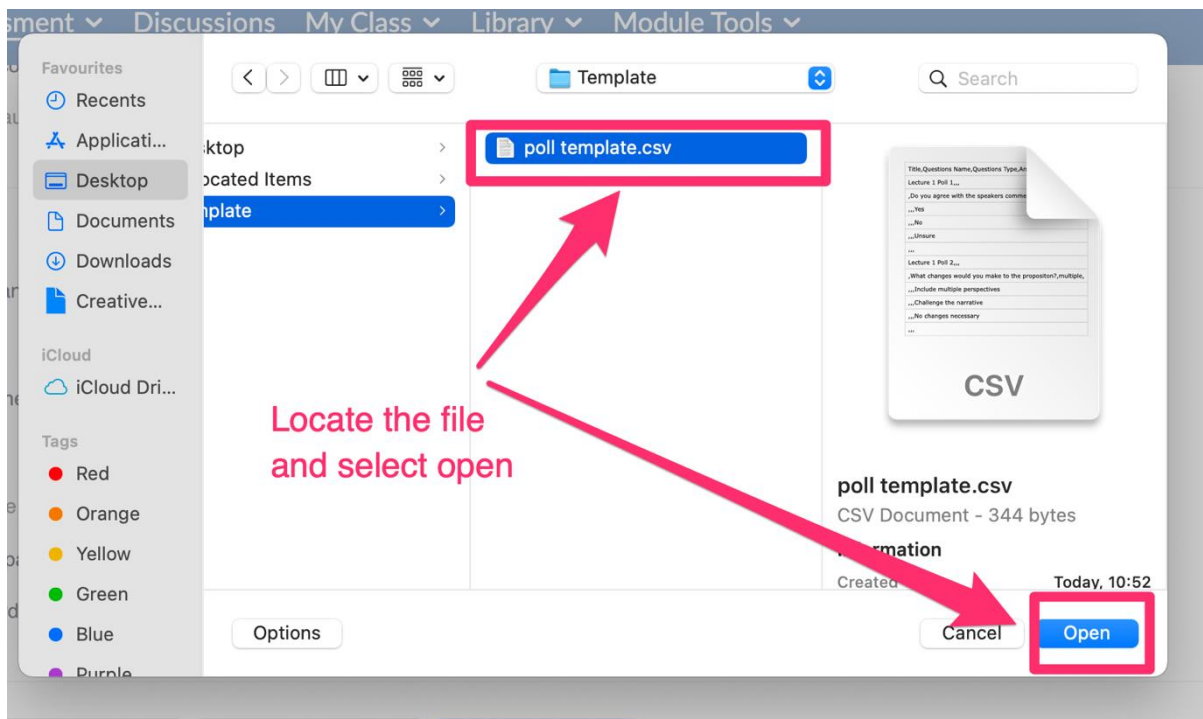 sment Discussions My Class Library Module Tools
Favourites
Recents
Applicati...
Desktop
Documents
Downloads
Creative...
iCloud
iCloud Dri...
Tags
Red
Orange
Yellow
Green
Blue
Purple
Template
Search
sktop
ocated Items
nplate
poll template.csv
Locate the file
and select open
Title,Questions Name,Questions Type,An
Lecture 1 Poll 1,,,
,Do you agree with the speakers comme
,,,Yes
,,,No
,,,Unsure
,,,
Lecture 1 Poll 2,,,
,What changes would you make to the propositon?,multiple,
,,,Include multiple perspectives
,,,Challenge the narrative
,,,No changes necessary
,,,
CSV
poll template.csv
CSV Document - 344 bytes
Information
Created Today, 10:52
Options
Cancel
Open